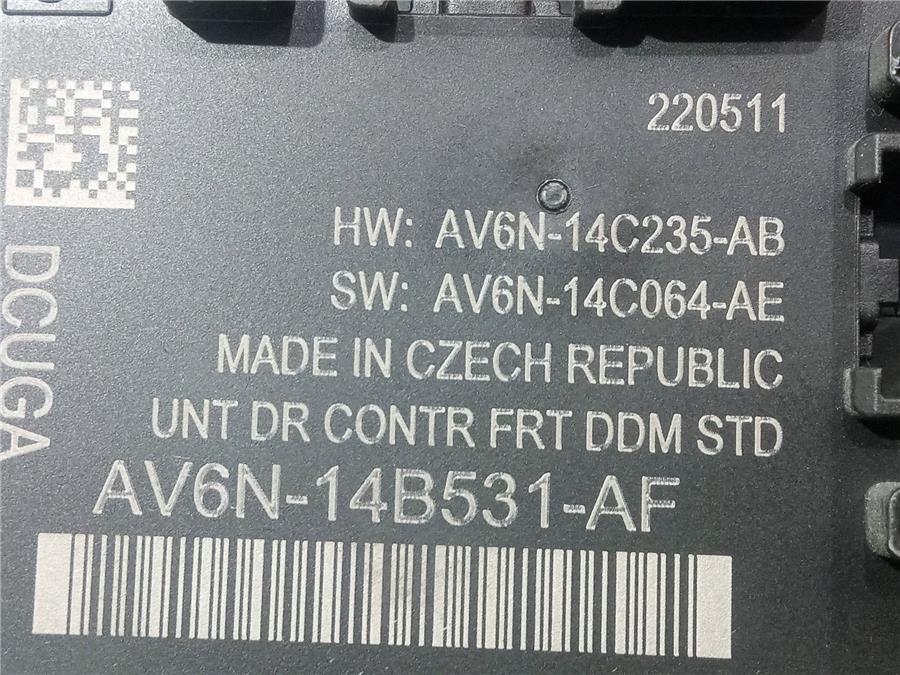 220511
HW: AV6N-14C235-AB
SW: AV6N-14C064-AE
MADE IN CZECH REPUBLIC
UNT DR CONTR FRT DDM STD
AV6N-14B531-AF
DCUGA